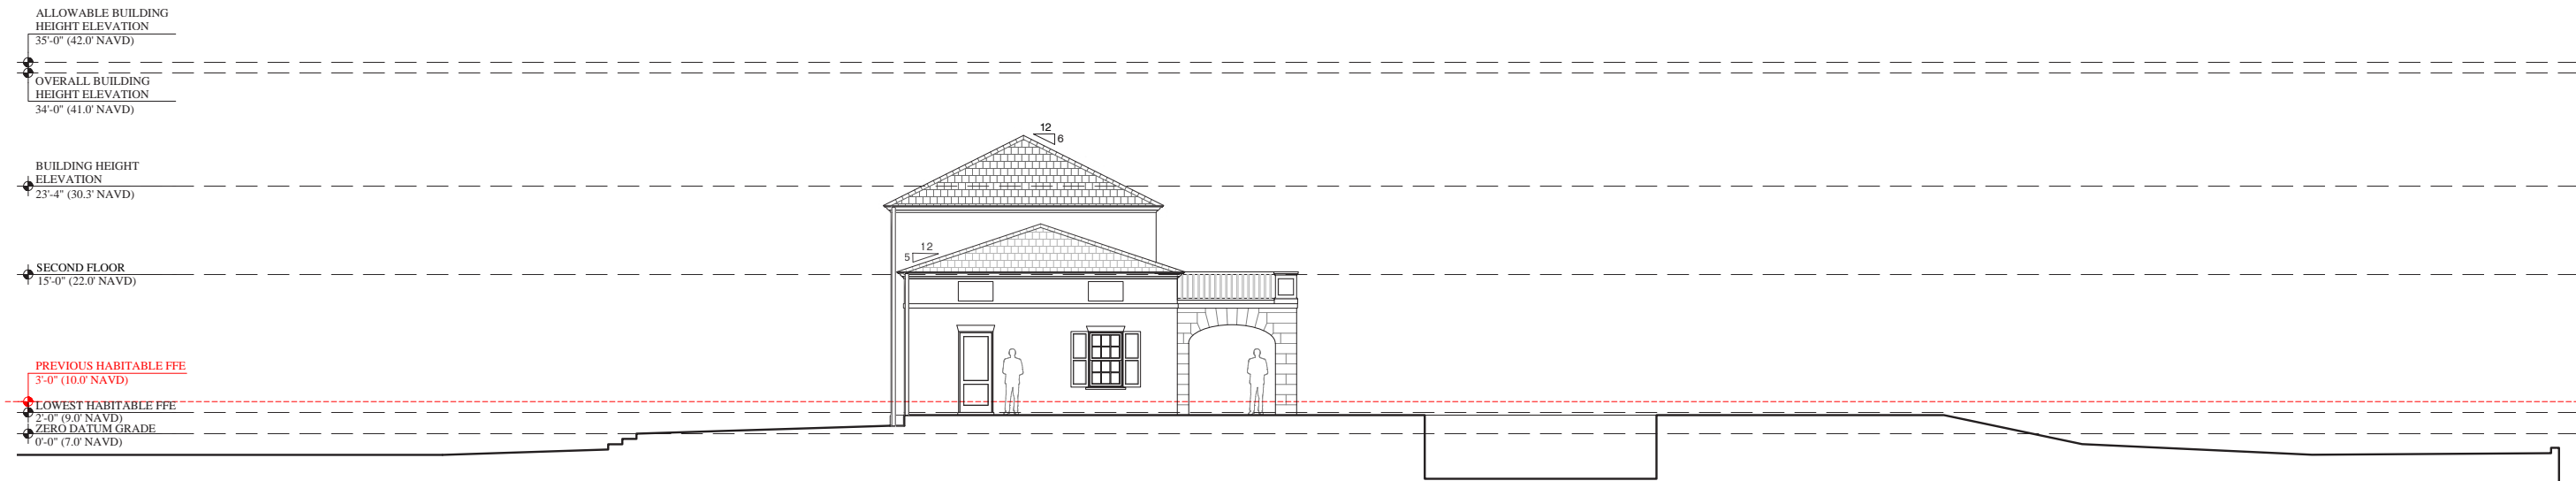 ALLOWABLE BUILDING
HEIGHT ELEVATION
35'-0" (42.0' NAVD)
OVERALL BUILDING
HEIGHT ELEVATION
34'-0" (41.0' NAVD)
12
6
BUILDING HEIGHT
ELEVATION
23'-4" (30.3' NAVD)
12
5
SECOND FLOOR
15'-0" (22.0' NAVD)
PREVIOUS HABITABLE FFE
3'-0" (10.0' NAVD)
LOWEST HABITABLE FFE
2'-0" (9.0' NAVD)
ZERO DATUM GRADE
0'-0" (7.0' NAVD)